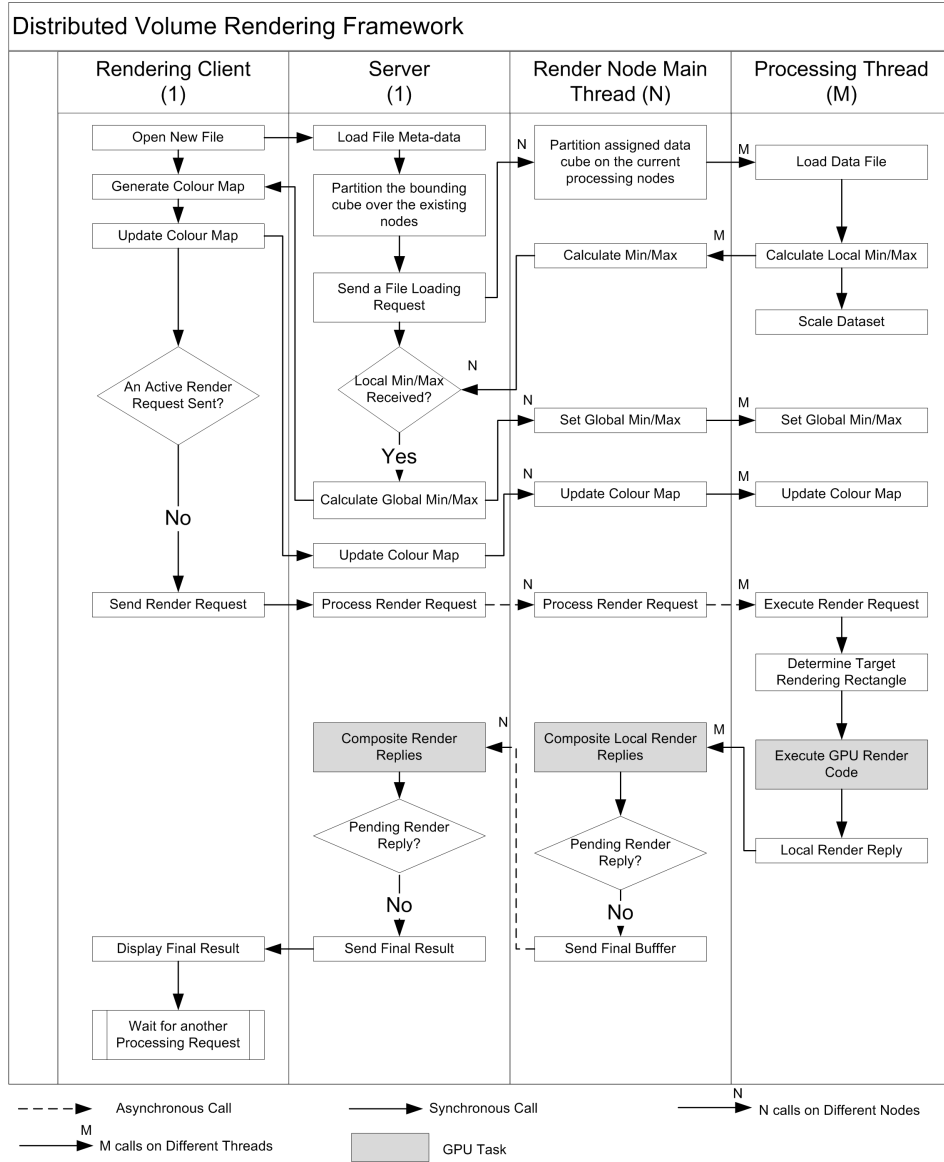 Distributed Volume Rendering Framework
Rendering Client
(1)
Server
(1)
Render Node Main
Thread (N)
Processing Thread
(M)
Open New File
Load File Meta-data
N
Partition assigned data
cube on the current
processing nodes
M
Load Data File
Generate Colour Map
Partition the bounding
cube over the existing
nodes
Update Colour Map
M
Calculate Min/Max
Calculate Local Min/Max
Send a File Loading
Request
Scale Dataset
An Active Render
Request Sent?
Local Min/Max
Received?
N
N
Set Global Min/Max
M
Set Global Min/Max
Yes
Calculate Global Min/Max
N
Update Colour Map
M
Update Colour Map
No
Update Colour Map
Send Render Request
Process Render Request
N
Process Render Request
M
Execute Render Request
Determine Target
Rendering Rectangle
Composite Render
Replies
N
Composite Local Render
Replies
M
Execute GPU Render
Code
Pending Render
Reply?
Pending Render
Reply?
Local Render Reply
No
No
Display Final Result
Send Final Result
Send Final Bufffer
Wait for another
Processing Request
Asynchronous Call
Synchronous Call
N
N calls on Different Nodes
M
M calls on Different Threads
GPU Task